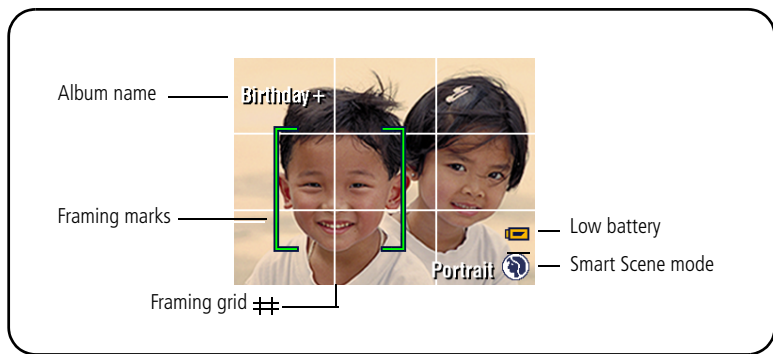 Album name
Birthday+
Framing marks
Low battery
Portrait
Smart Scene mode
Framing grid